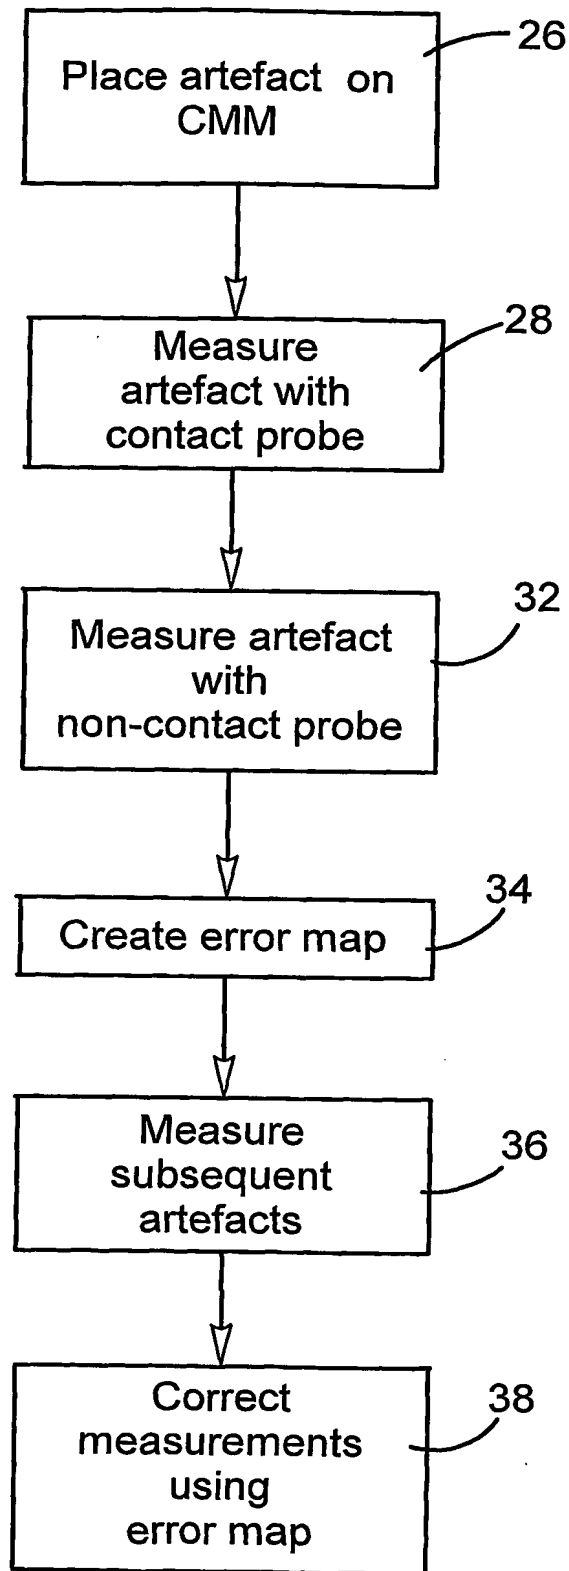 Place artefact on
CMM
26
Measure
artefact with
contact probe
28
Measure artefact
with
non-contact probe
32
Create error map
34
Measure
subsequent
artefacts
36
Correct
measurements
using
error map
38